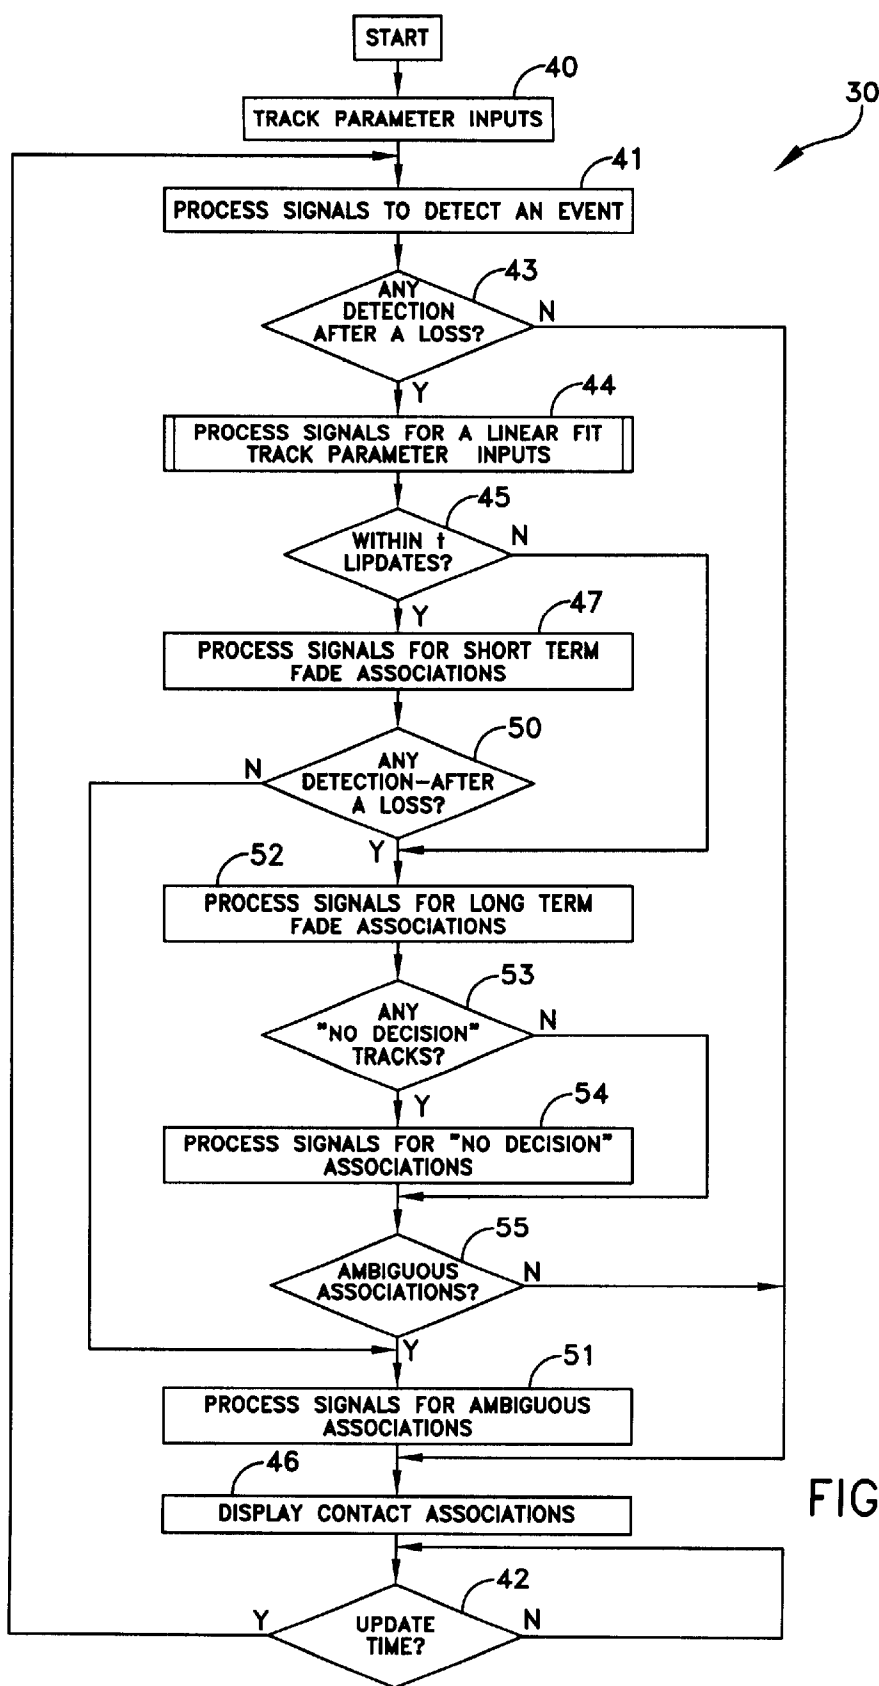 START
40
30
TRACK PARAMETER INPUTS
41
PROCESS SIGNALS TO DETECT AN EVENT
43
ANY
DETECTION
AFTER A LOSS?
N
Y
44
PROCESS SIGNALS FOR A LINEAR FIT
TRACK PARAMETER INPUTS
45
WITHIN t
LIPDATES?
N
Y
47
PROCESS SIGNALS FOR SHORT TERM
FADE ASSOCIATIONS
50
ANY
DETECTION-AFTER
A LOSS?
N
Y
52
PROCESS SIGNALS FOR LONG TERM
FADE ASSOCIATIONS
53
ANY
"NO DECISION"
TRACKS?
N
Y
54
PROCESS SIGNALS FOR "NO DECISION"
ASSOCIATIONS
55
AMBIGUOUS
ASSOCIATIONS?
N
Y
51
PROCESS SIGNALS FOR AMBIGUOUS
ASSOCIATIONS
46
DISPLAY CONTACT ASSOCIATIONS
FIG
42
UPDATE
TIME?
Y
N